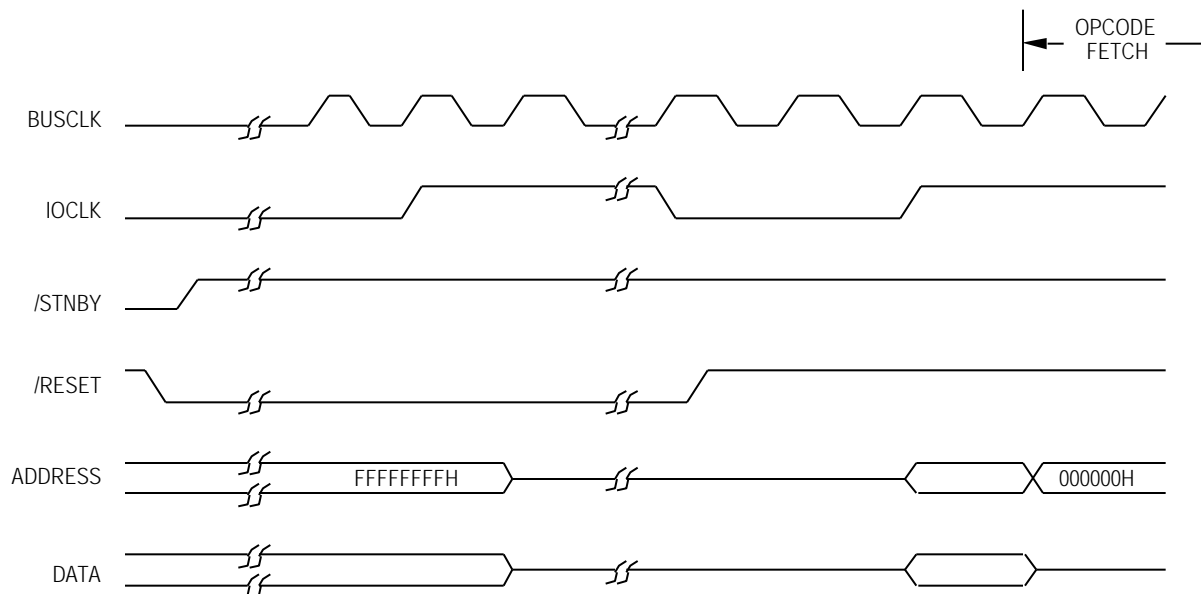 OPCODE
FETCH
BUSCLK
IOCLK
/STNBY
/RESET
ADDRESS FFFFFFFFH 000000H
DATA